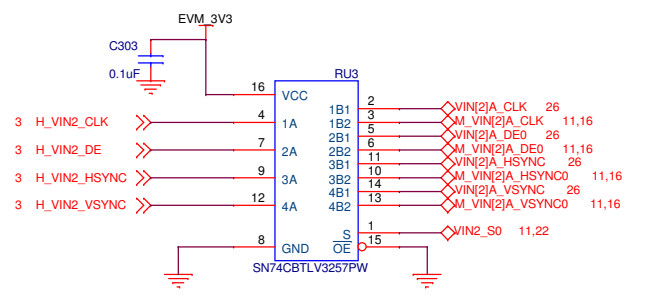 EVM_3V3
C303
0.1uF
RU3
16 VCC
3 H_VIN2_CLK 4 1A
3 H_VIN2_DE 7 2A
3 H_VIN2_HSYNC 9 3A
3 H_VIN2_VSYNC 12 4A
8 GND
1B1 2 VIN[2]A_CLK 26
1B2 3 M_VIN[2]A_CLK 11,16
2B1 5 VIN[2]A_DE0 26
2B2 6 M_VIN[2]A_DE0 11,16
3B1 11 VIN[2]A_HSYNC 26
3B2 10 M_VIN[2]A_HSYNC0 11,16
4B1 14 VIN[2]A_VSYNC 26
4B2 13 M_VIN[2]A_VSYNC0 11,16
S 1 VIN2_S0 11,22
OE 15
SN74CBTLV3257PW